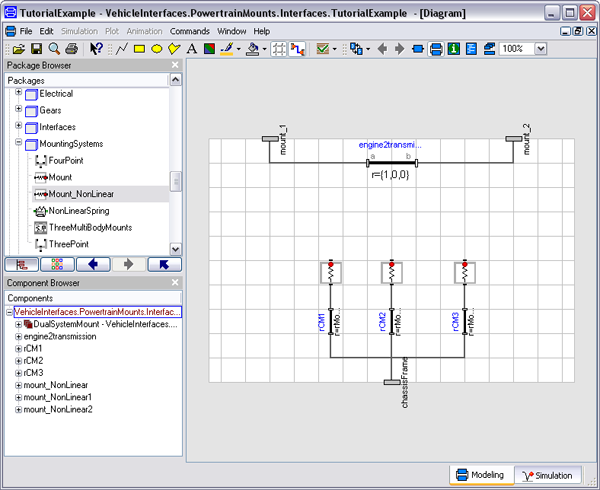 TutorialExample - VehicleInterfaces.PowertrainMounts.Interfaces.TutorialExample - [Diagram]
File Edit Simulation Plot Animation Commands Window Help
100%
Package Browser
Packages
Electrical
Gears
Interfaces
MountingSystems
FourPoint
Mount
Mount_NonLinear
NonLinearSpring
ThreeMultiBodyMounts
ThreePoint
Component Browser
Components
VehicleInterfaces.PowertrainMounts.Interfac...
DualSystemMount - VehicleInterfaces....
engine2transmission
rCM1
rCM2
rCM3
mount_NonLinear
mount_NonLinear1
mount_NonLinear2
mount_1
mount_2
engine2transmi...
a b
r={1,0,0}
rCM1
r=rMo...
rCM2
r=rMo...
rCM3
r=rMo...
chassisFrame
Modeling
Simulation